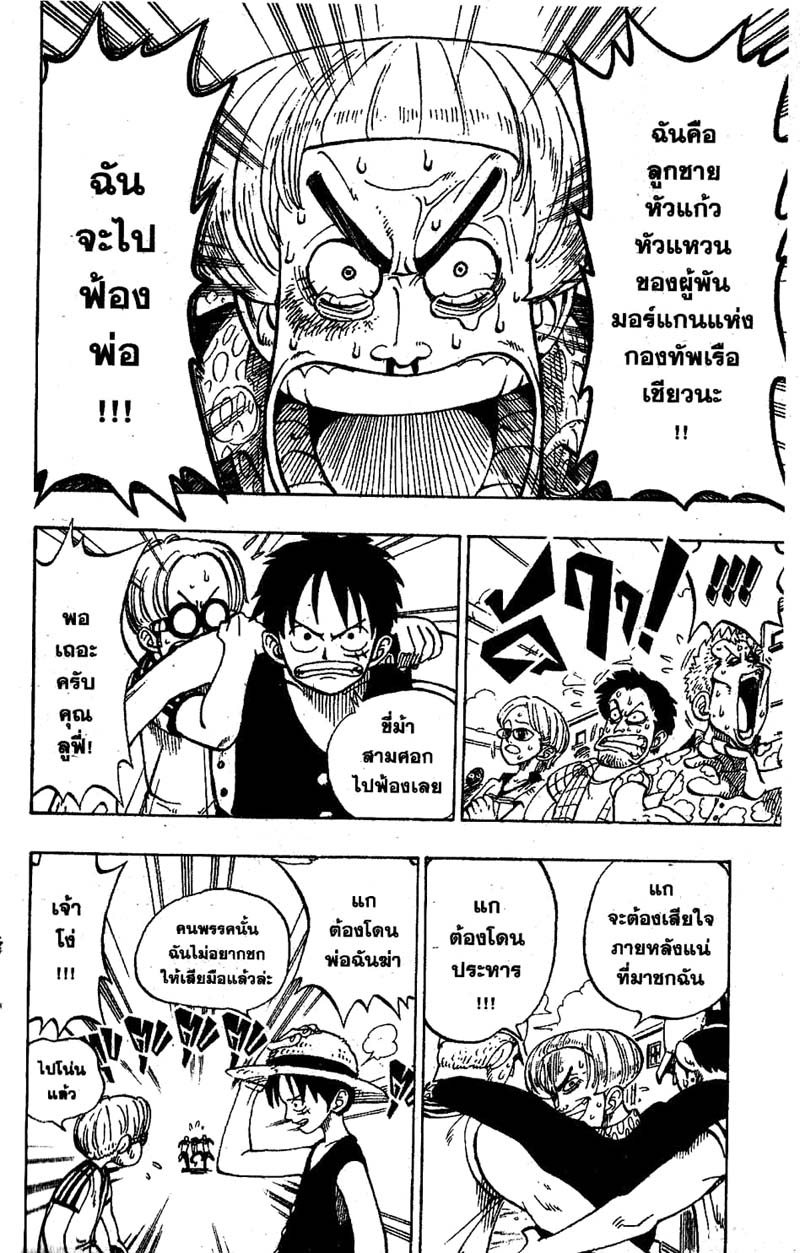 ฉันคือ
ลูกชาย
หัวแก้ว
หัวแหวน
ของผู้พัน
มอร์แกนแห่ง
กองทัพเรือ
เชียวนะ
!!
ฉัน
จะไป
ฟ้อง
พ่อ
!!!
!!!
พอ
เถอะ
ครับ
คุณ
ลูฟี่!
ขี่ม้า
สามศอก
ไปฟ้องเลย
แก
จะต้องเสียใจ
ภายหลังแน่
ที่มาชกฉัน
แก
ต้องโดน
ประหาร
!!!
แก
ต้องโดน
พ่อฉันฆ่า
คนพรรคนั้น
ฉันไม่อยากชก
ให้เสียมือแล้วล่ะ
เจ้า
โง่
!!!
ไปโน่น
แล้ว